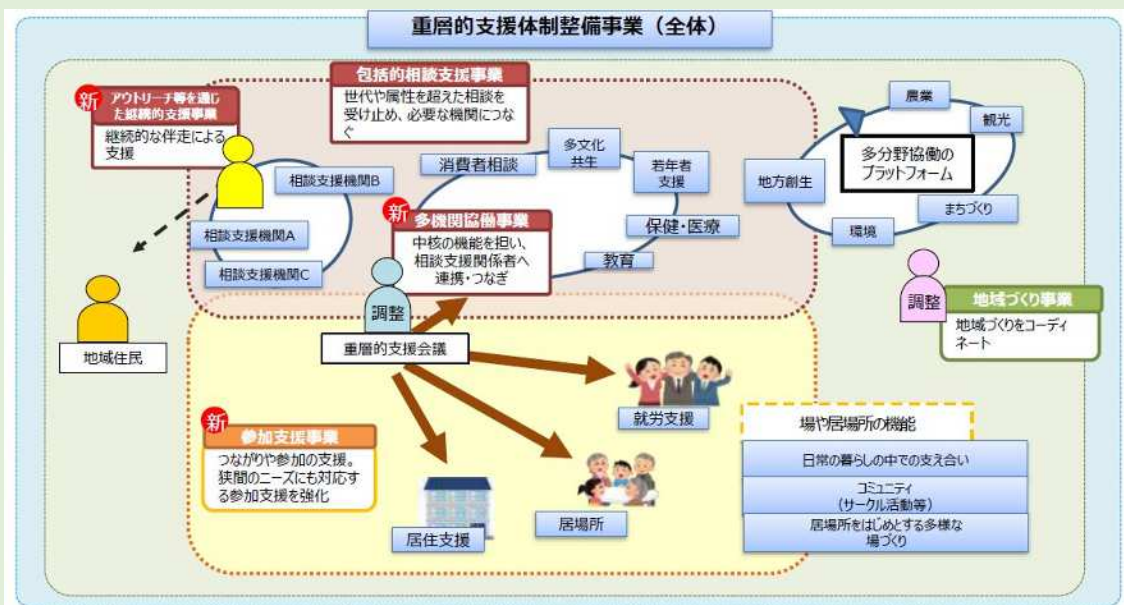 重層的支援体制整備事業（全体）
新
アウトリーチ等を通じ
た継続的支援事業
継続的な伴走による
支援
包括的相談支援事業
世代や属性を超えた相談を
受け止め、必要な機関につな
ぐ
相談支援機関B
相談支援機関A
相談支援機関C
消費者相談
多文化
共生
若年者
支援
保健・医療
教育
新
多機関協働事業
中核の機能を担い、
相談支援関係者へ
連携・つなぎ
農業
観光
多分野協働の
プラットフォーム
地方創生
まちづくり
環境
調整
地域づくり事業
地域づくりをコーディ
ネート
地域住民
調整
重層的支援会議
新
参加支援事業
つながりや参加の支援。
狭間のニーズにも対応す
る参加支援を強化
就労支援
居場所
居住支援
場や居場所の機能
日常の暮らしの中での支え合い
コミュニティ
（サークル活動等）
居場所をはじめとする多様な
場づくり